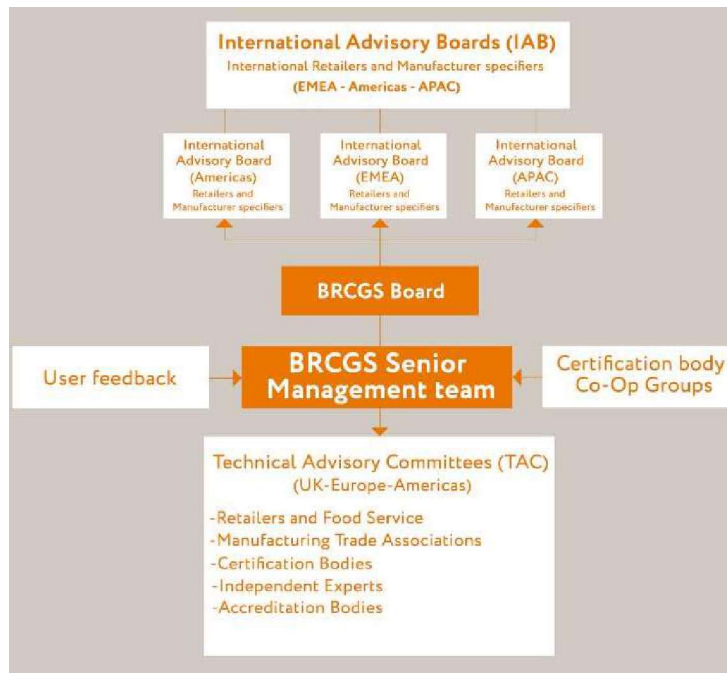 International Advisory Boards (IAB)
International Retailers and Manufacturer specifiers
(EMEA - Americas - APAC)
International
Advisory Board
(Americas)
Retailers and
Manufacturer specifiers
International
Advisory Board
(EMEA)
Retailers and
Manufacturer specifiers
International
Advisory Board
(APAC)
Retailers and
Manufacturer specifiers
BRCGS Board
User feedback
BRCGS Senior
Management team
Certification body
Co-Op Groups
Technical Advisory Committees (TAC)
(UK-Europe-Americas)
-Retailers and Food Service
-Manufacturing Trade Associations
-Certification Bodies
-Independent Experts
-Accreditation Bodies